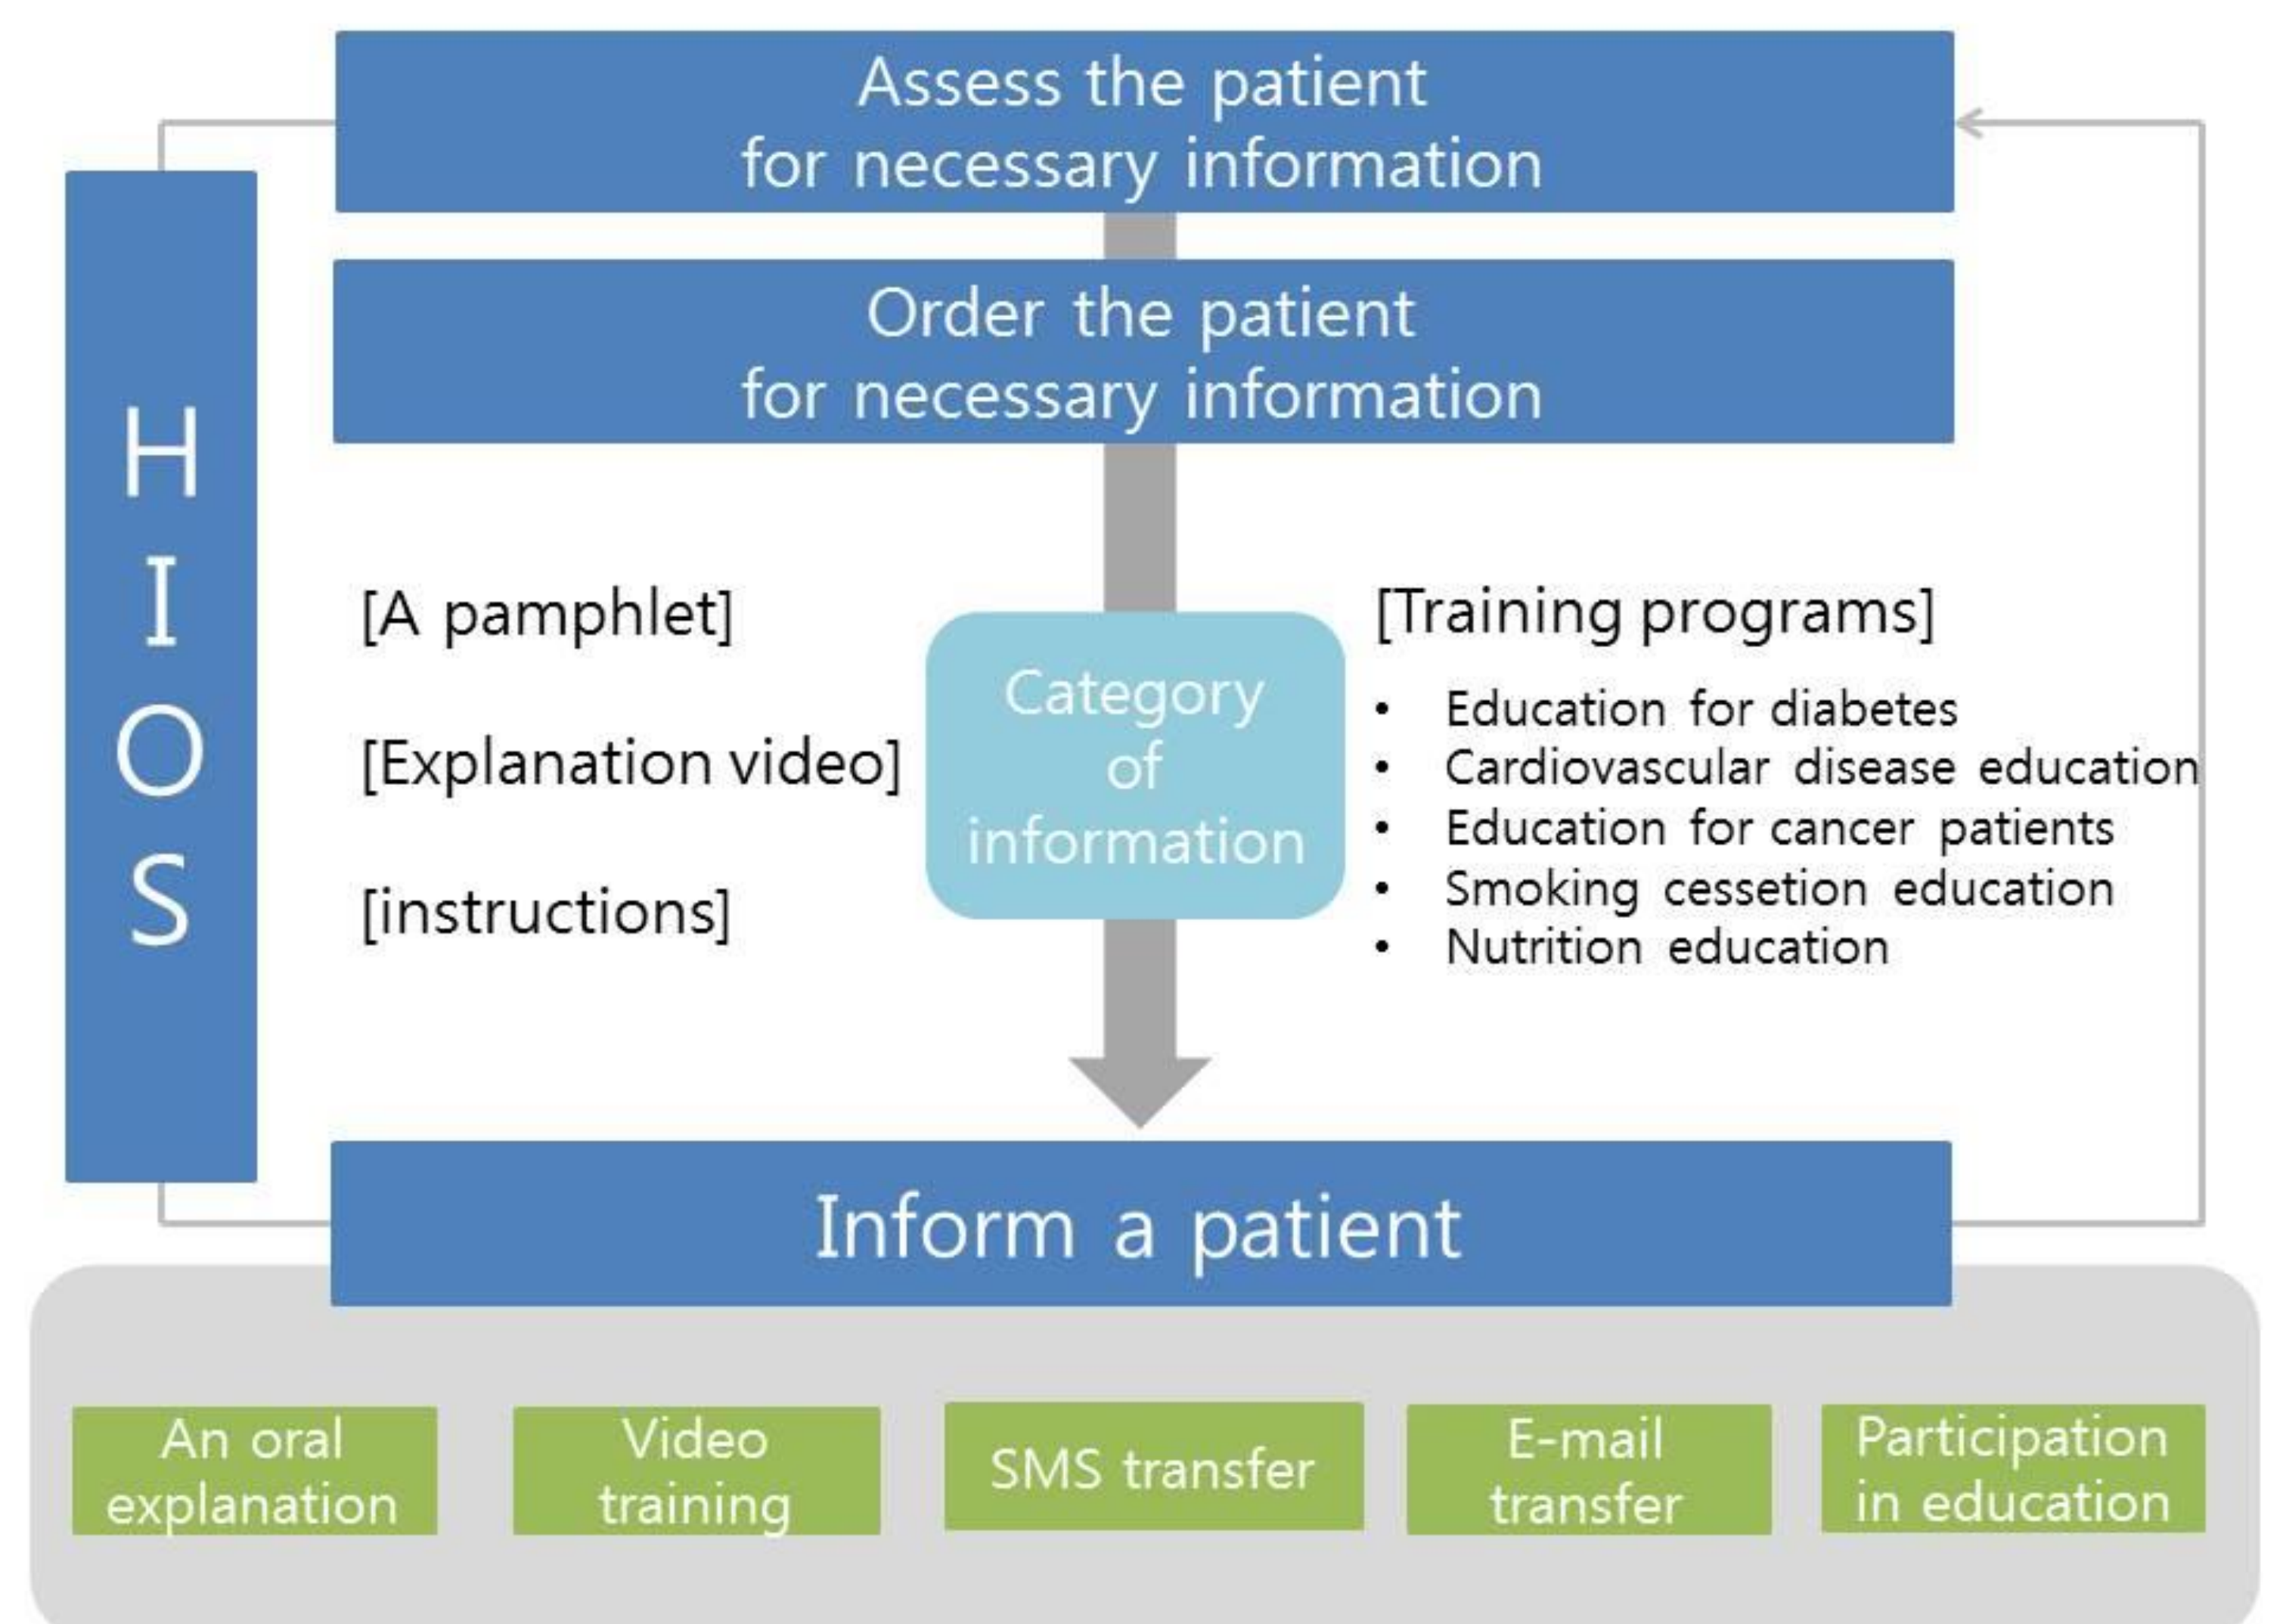 Assess the patient
for necessary information
Order the patient
for necessary information
H
I
O
S
[A pamphlet]
[Explanation video]
[instructions]
Category
of
information
[Training programs]
• Education for diabetes
• Cardiovascular disease education
• Education for cancer patients
• Smoking cessetion education
• Nutrition education
Inform a patient
An oral
explanation
Video
training
SMS transfer
E-mail
transfer
Participation
in education